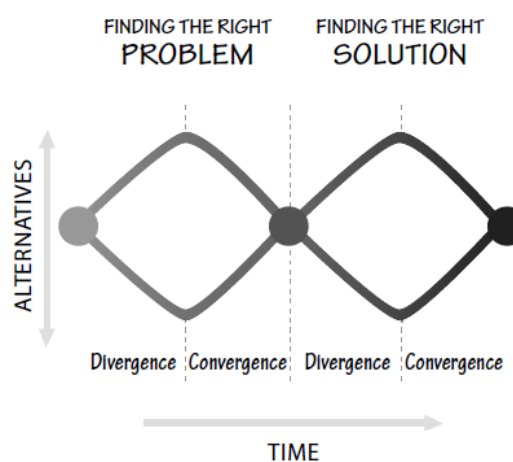 FINDING THE RIGHT
PROBLEM
FINDING THE RIGHT
SOLUTION
ALTERNATIVES
Divergence
Convergence
Divergence
Convergence
TIME